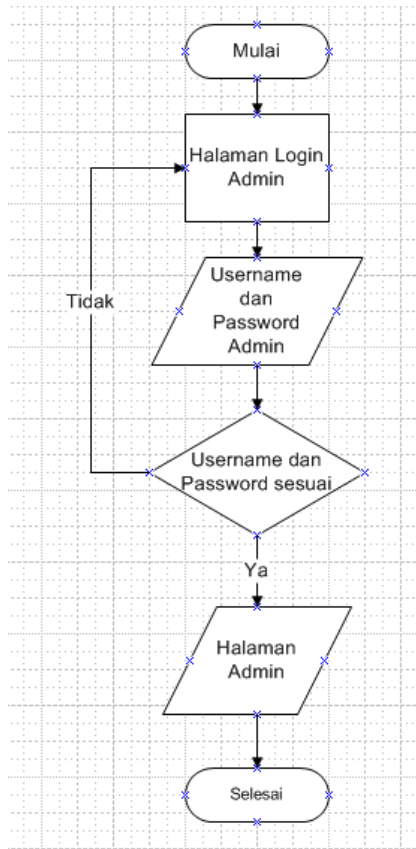 Mulai
Halaman Login
Admin
Username
dan
Password
Admin
Tidak
Username dan
Password sesuai
Ya
Halaman
Admin
Selesai